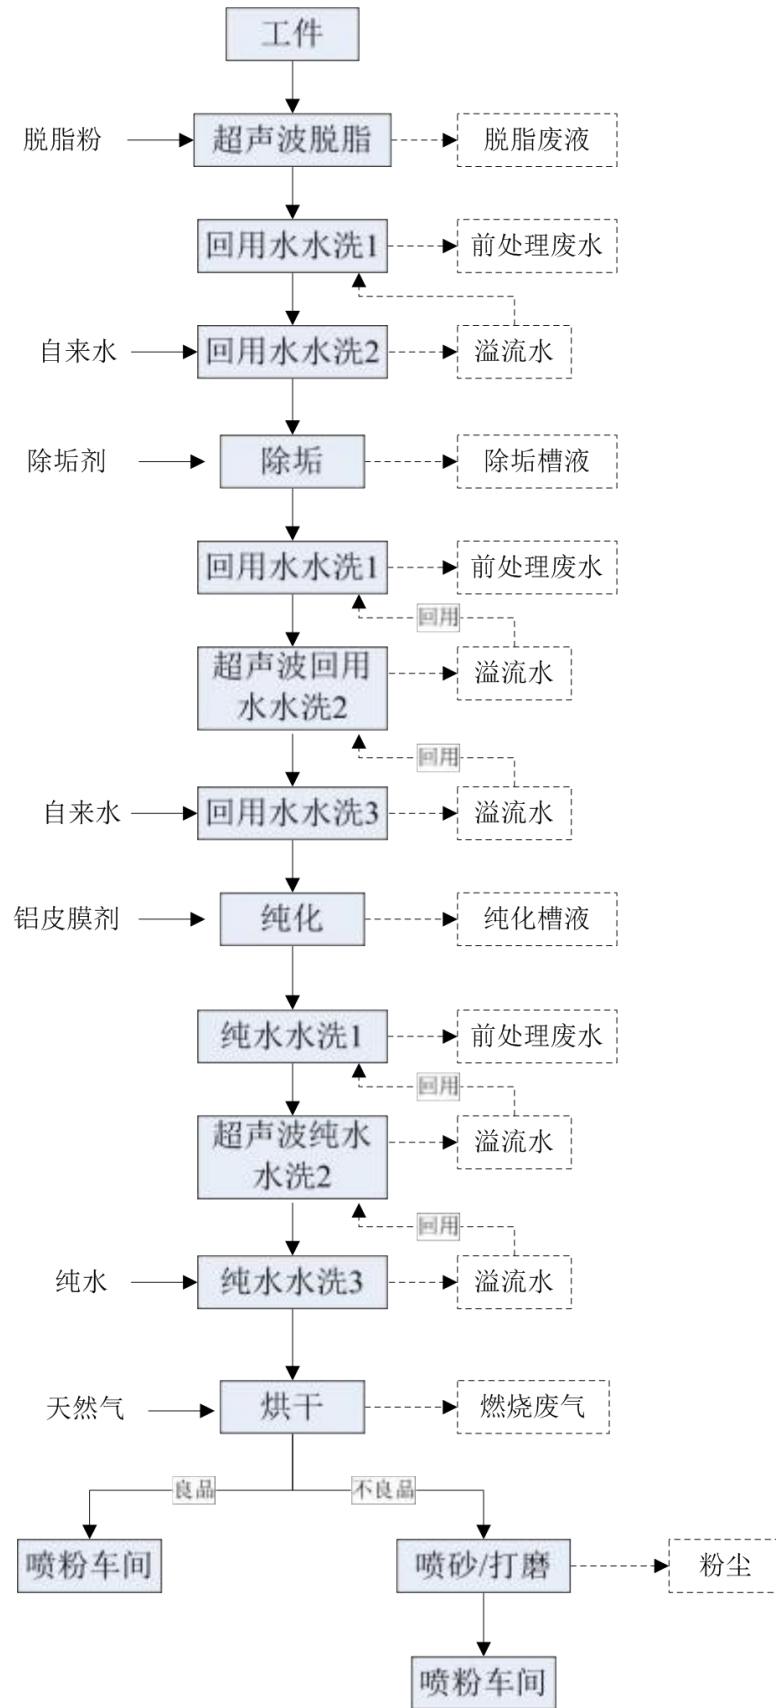 工件
脱脂粉
超声波脱脂
脱脂废液
回用水水洗1
前处理废水
自来水
回用水水洗2
溢流水
除垢剂
除垢
除垢槽液
回用水水洗1
前处理废水
回用
超声波回用
水水洗2
溢流水
回用
自来水
回用水水洗3
溢流水
铝皮膜剂
纯化
纯化槽液
纯水水洗1
前处理废水
回用
超声波纯水
水洗2
溢流水
回用
纯水
纯水水洗3
溢流水
天然气
烘干
燃烧废气
良品
不良品
喷粉车间
喷砂/打磨
粉尘
喷粉车间